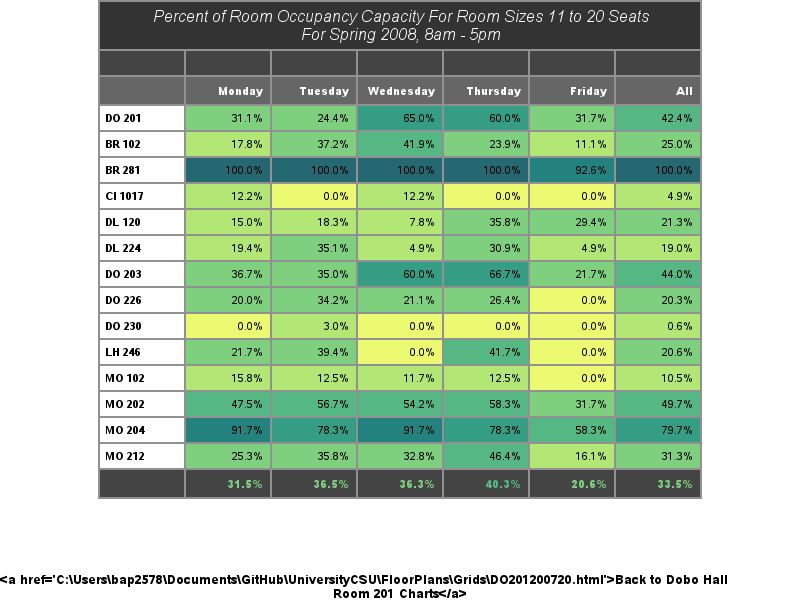 Percent of Room Occupancy Capacity For Room Sizes 11 to 20 Seats
For Spring 2008, 8am - 5pm
Monday Tuesday Wednesday Thursday Friday All
DO 201 31.1% 24.4% 65.0% 60.0% 31.7% 42.4%
BR 102 17.8% 37.2% 41.9% 23.9% 11.1% 25.0%
BR 281 100.0% 100.0% 100.0% 100.0% 92.6% 100.0%
CI 1017 12.2% 0.0% 12.2% 0.0% 0.0% 4.9%
DL 120 15.0% 18.3% 7.8% 35.8% 29.4% 21.3%
DL 224 19.4% 35.1% 4.9% 30.9% 4.9% 19.0%
DO 203 36.7% 35.0% 60.0% 66.7% 21.7% 44.0%
DO 226 20.0% 34.2% 21.1% 26.4% 0.0% 20.3%
DO 230 0.0% 3.0% 0.0% 0.0% 0.0% 0.6%
LH 246 21.7% 39.4% 0.0% 41.7% 0.0% 20.6%
MO 102 15.8% 12.5% 11.7% 12.5% 0.0% 10.5%
MO 202 47.5% 56.7% 54.2% 58.3% 31.7% 49.7%
MO 204 91.7% 78.3% 91.7% 78.3% 58.3% 79.7%
MO 212 25.3% 35.8% 32.8% 46.4% 16.1% 31.3%
31.5% 36.5% 36.3% 40.3% 20.6% 33.5%
<a href='C:\Users\bap2578\Documents\GitHub\UniversityCSU\FloorPlans\Grids\DO201200720.html'>Back to Dobo Hall
Room 201 Charts</a>